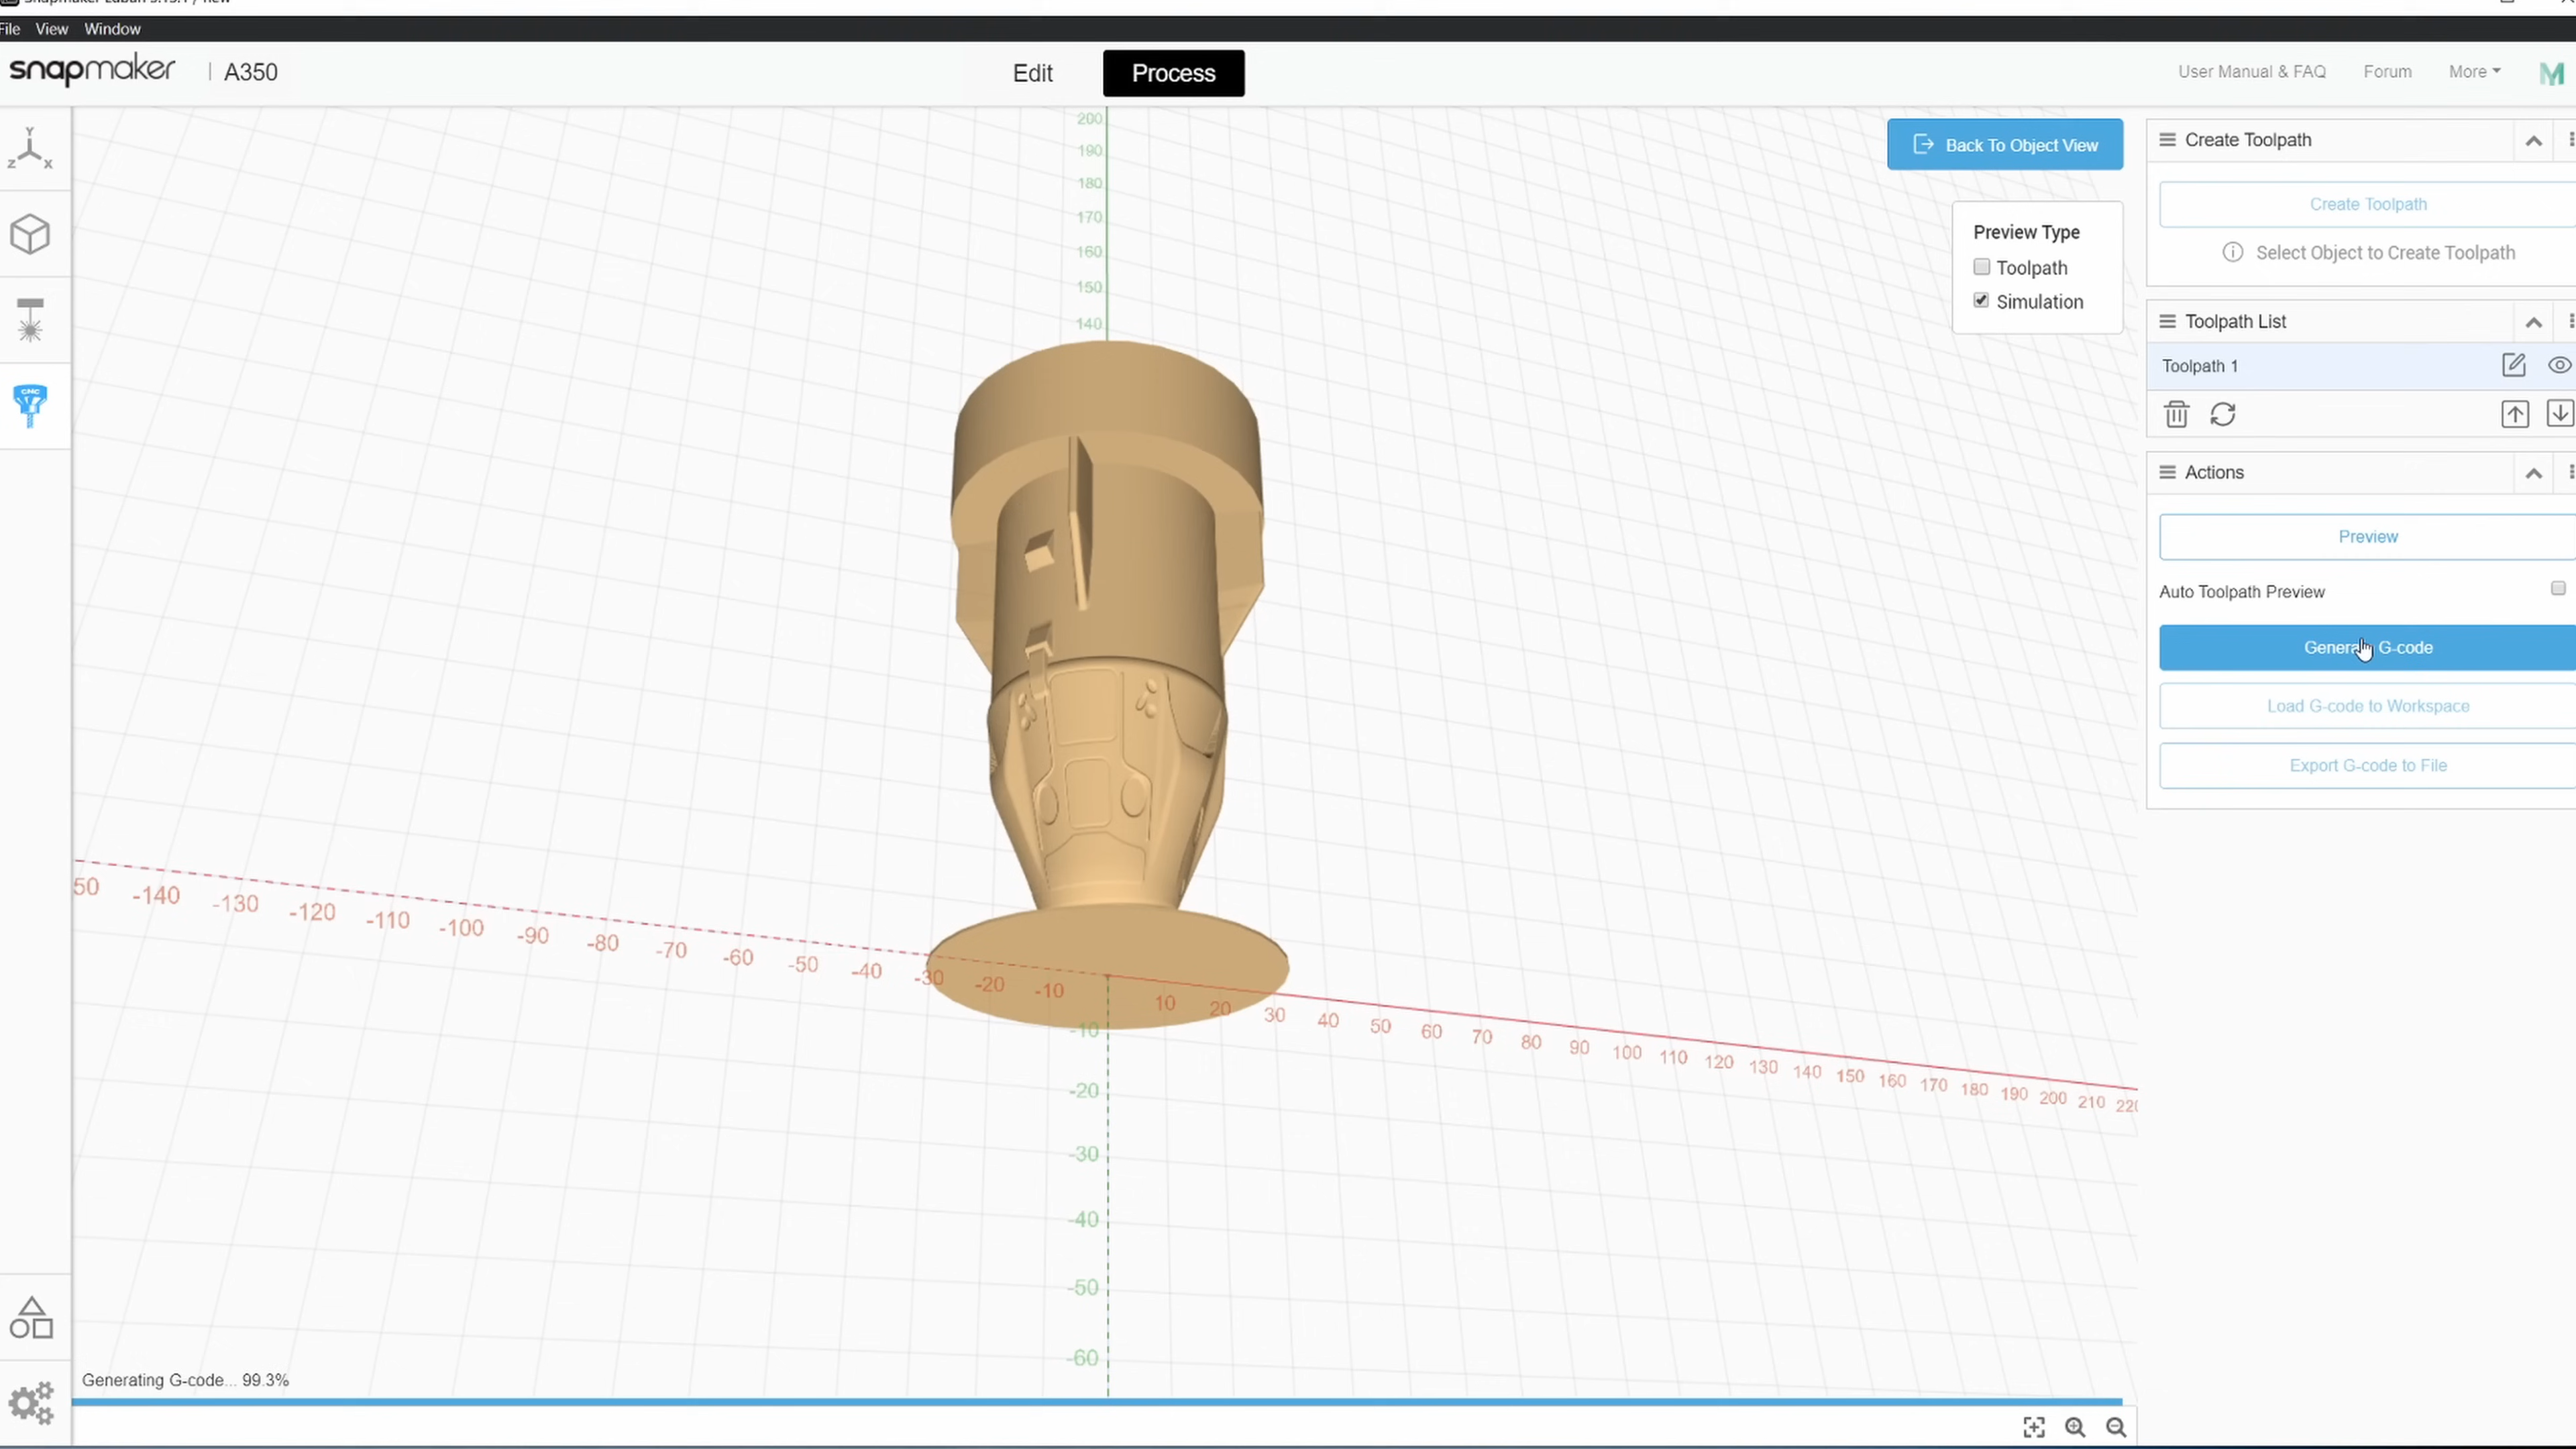 File View Window
snapmaker | A350
Edit
Process
User Manual & FAQ
Forum
More
Y
Z X
CNC
200
190
180
170
160
150
140
Back To Object View
Preview Type
Toolpath
Simulation
Create Toolpath
Create Toolpath
Select Object to Create Toolpath
Toolpath List
Toolpath 1
Actions
Preview
Auto Toolpath Preview
G-code
Load G-code to Workspace
Export G-code to File
50 -140 -130 -120 -110 -100 -90 -80 -70 -60 -50 -40 -30 -20 -10 10 20 30 40 50 60 70 80 90 100 110 120 130 140 150 160 170 180 190 200 210
-10
-20
-30
-40
-50
-60
Generating G-code... 99.3%